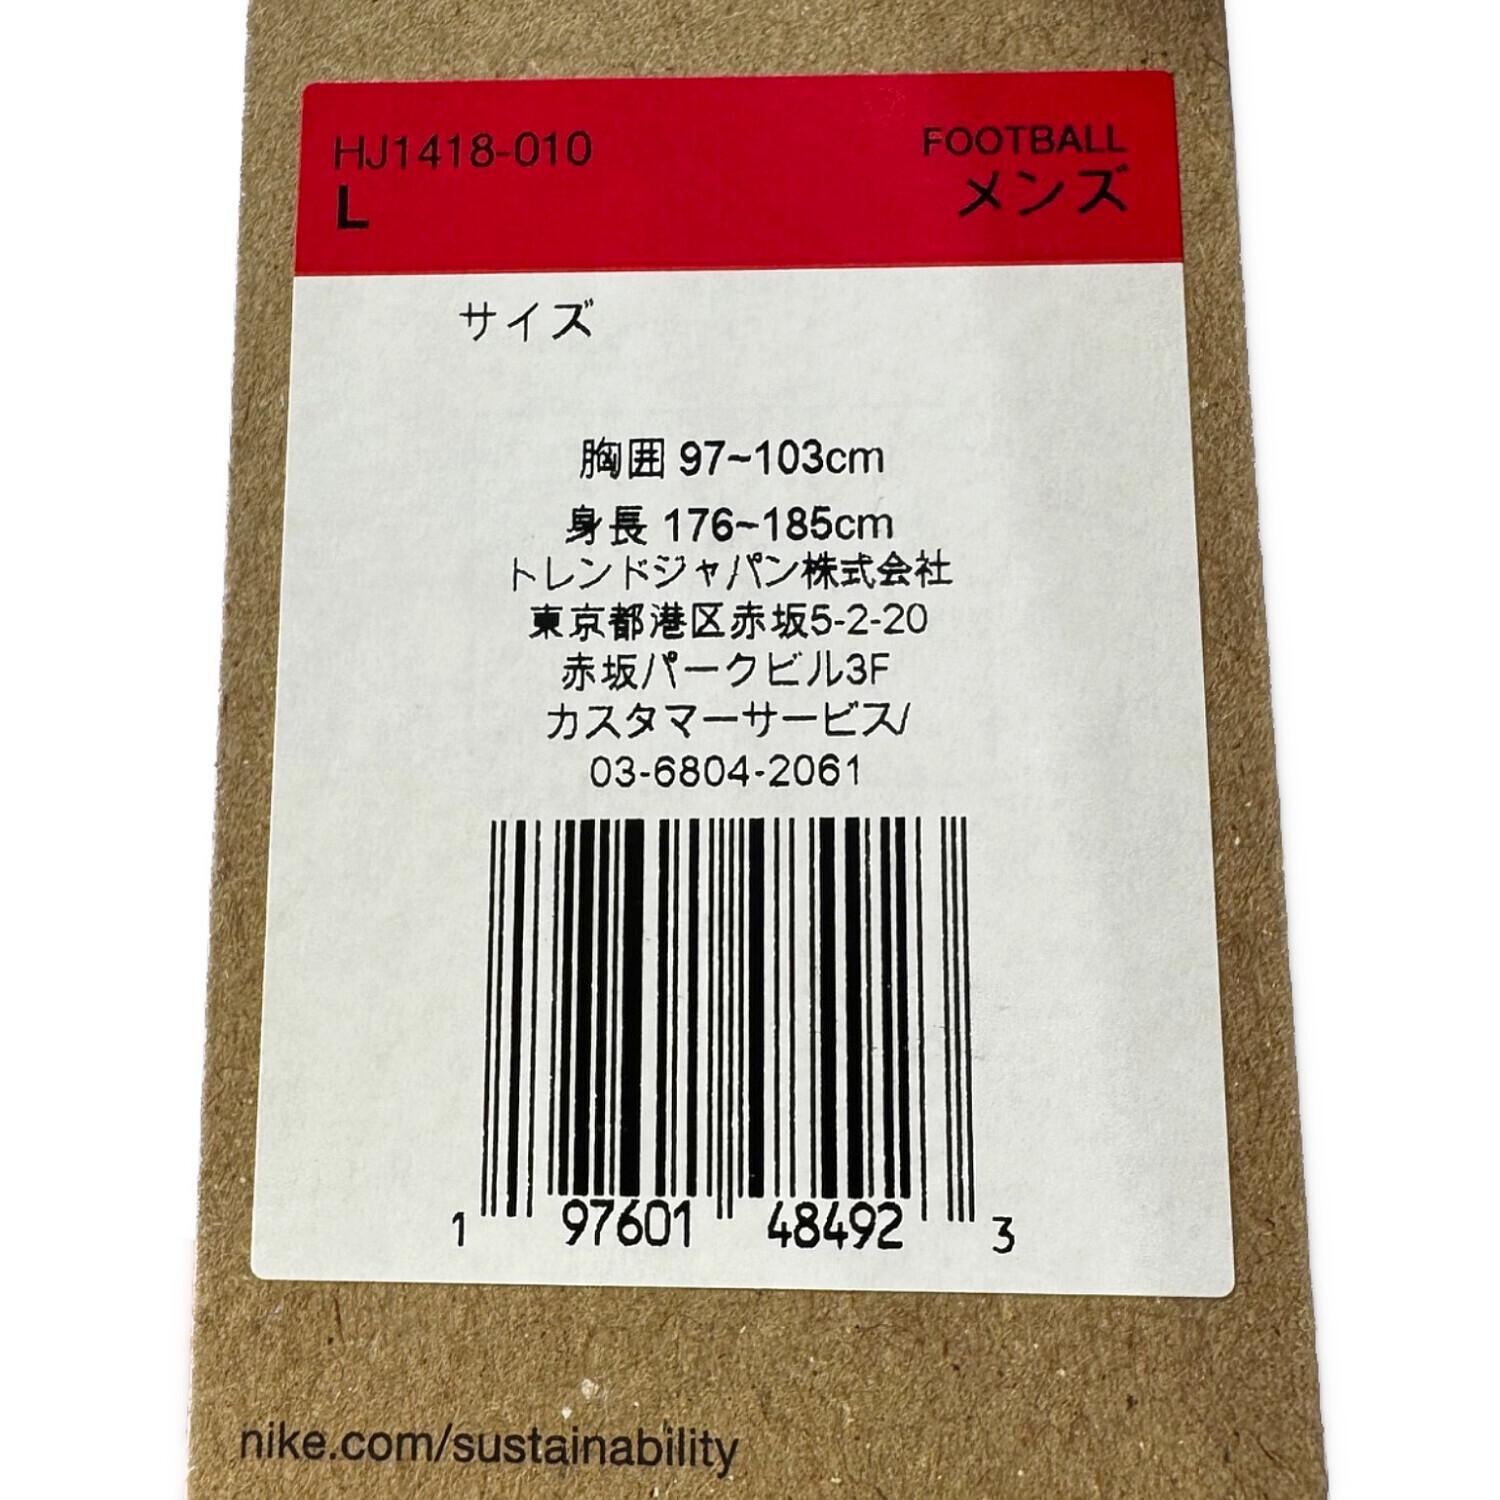 HJ1418-010
FOOTBALL
L
メンズ
サイズ
胸囲 97~103cm
身長 176~185cm
トレンドジャパン株式会社
東京都港区赤坂5-2-20
赤坂パークビル3F
カスタマーサービス/
03-6804-2061
1 97601 48492 3
nike.com/sustainability